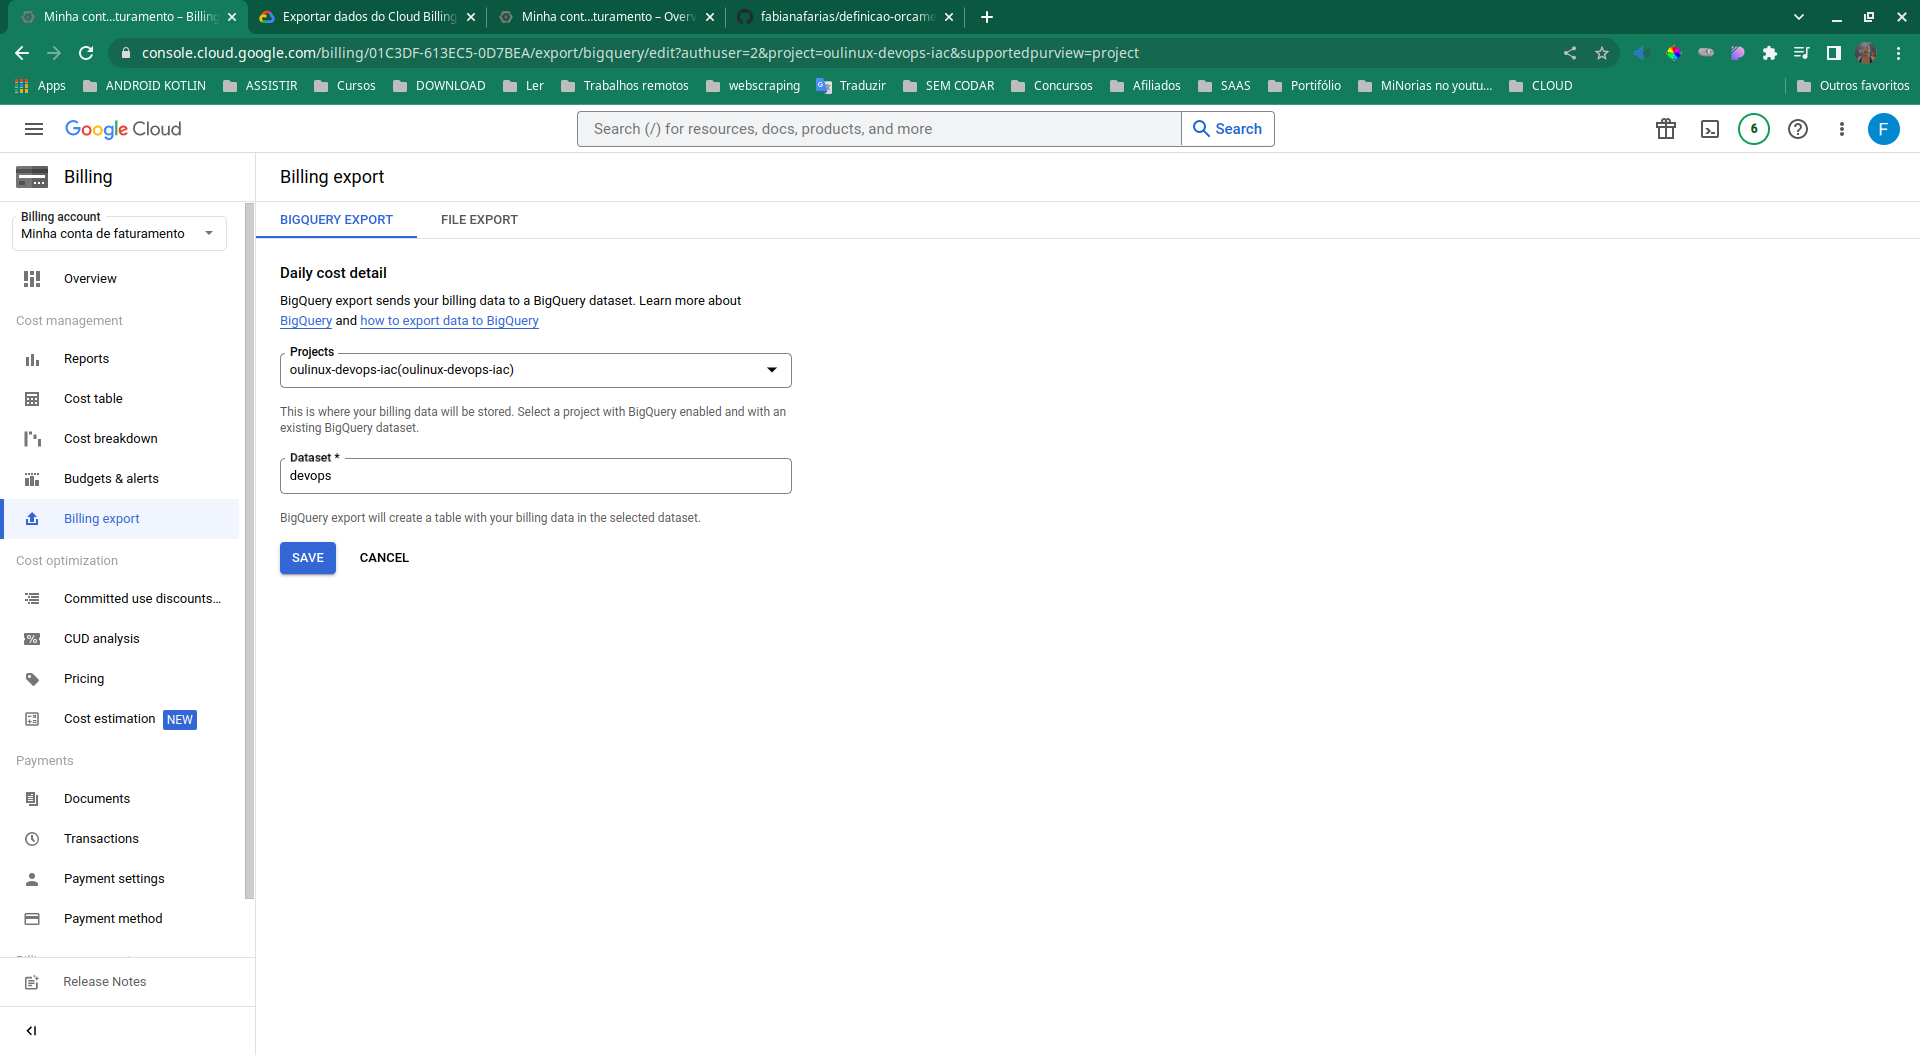 Minha cont...turamento – Billing
Exportar dados do Cloud Billing
Minha cont...turamento – Overv
fabianafarias/definicao-orcame
console.cloud.google.com/billing/01C3DF-613EC5-0D7BEA/export/bigquery/edit?authuser=2&project=oulinux-devops-iac&supportedpurview=project
Apps
ANDROID KOTLIN
ASSISTIR
Cursos
DOWNLOAD
Ler
Trabalhos remotos
webscraping
Traduzir
SEM CODAR
Concursos
Afiliados
SAAS
Portifólio
MiNorias no youtu...
CLOUD
Outros favoritos
Google Cloud
Search (/) for resources, docs, products, and more
Search
6
F
Billing
Billing account
Minha conta de faturamento
Overview
Cost management
Reports
Cost table
Cost breakdown
Budgets & alerts
Billing export
Cost optimization
Committed use discounts...
CUD analysis
Pricing
Cost estimation NEW
Payments
Documents
Transactions
Payment settings
Payment method
Release Notes
Billing export
BIGQUERY EXPORT
FILE EXPORT
Daily cost detail
BigQuery export sends your billing data to a BigQuery dataset. Learn more about
BigQuery and how to export data to BigQuery
Projects
oulinux-devops-iac(oulinux-devops-iac)
This is where your billing data will be stored. Select a project with BigQuery enabled and with an
existing BigQuery dataset.
Dataset *
devops
BigQuery export will create a table with your billing data in the selected dataset.
SAVE
CANCEL